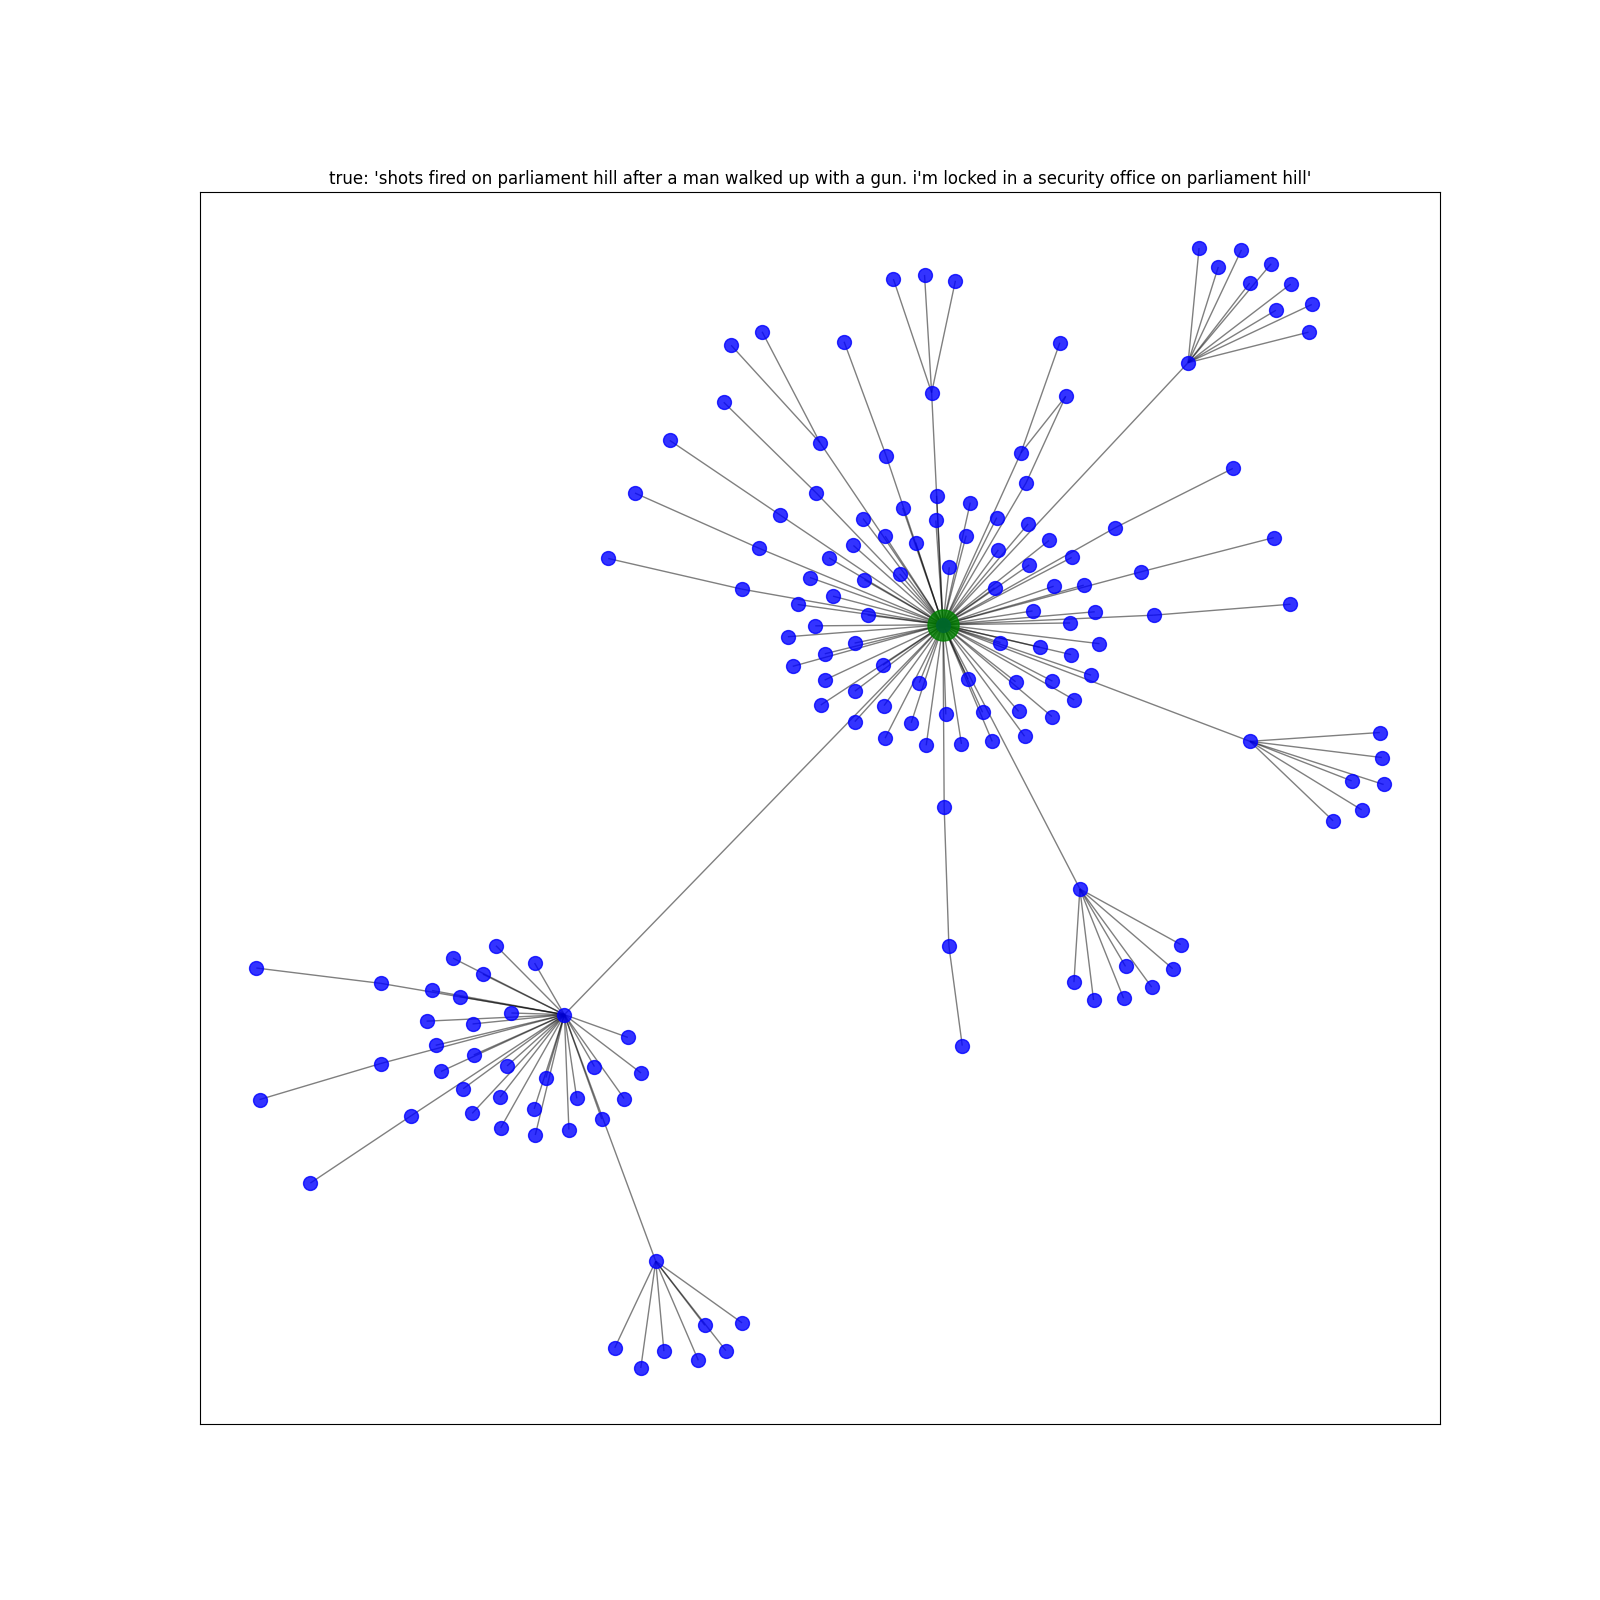 true: 'shots fired on parliament hill after a man walked up with a gun. i'm locked in a security office on parliament hill'